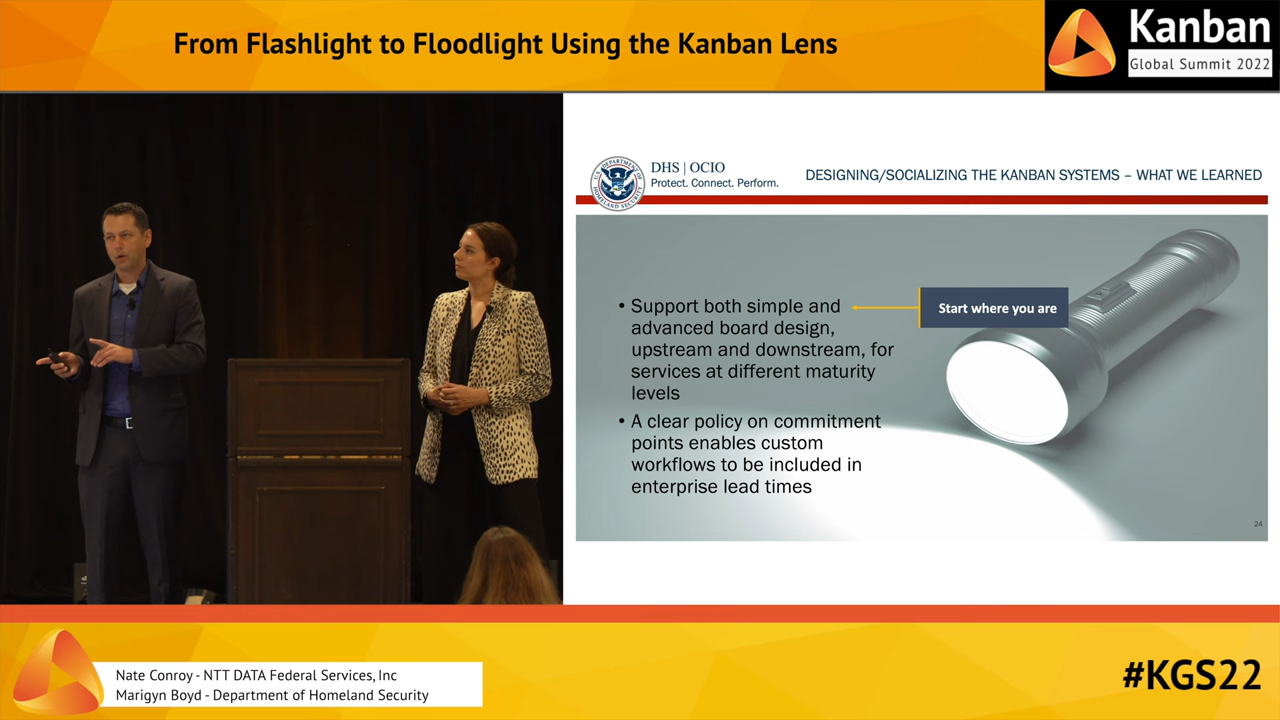 From Flashlight to Floodlight Using the Kanban Lens
Kanban
Global Summit 2022
DHS | OCIO
Protect. Connect. Perform.
DESIGNING/SOCIALIZING THE KANBAN SYSTEMS – WHAT WE LEARNED
• Support both simple and
advanced board design,
upstream and downstream, for
services at different maturity
levels
Start where you are
• A clear policy on commitment
points enables custom
workflows to be included in
enterprise lead times
24
Nate Conroy - NTT DATA Federal Services, Inc
Marigyn Boyd - Department of Homeland Security
#KGS22